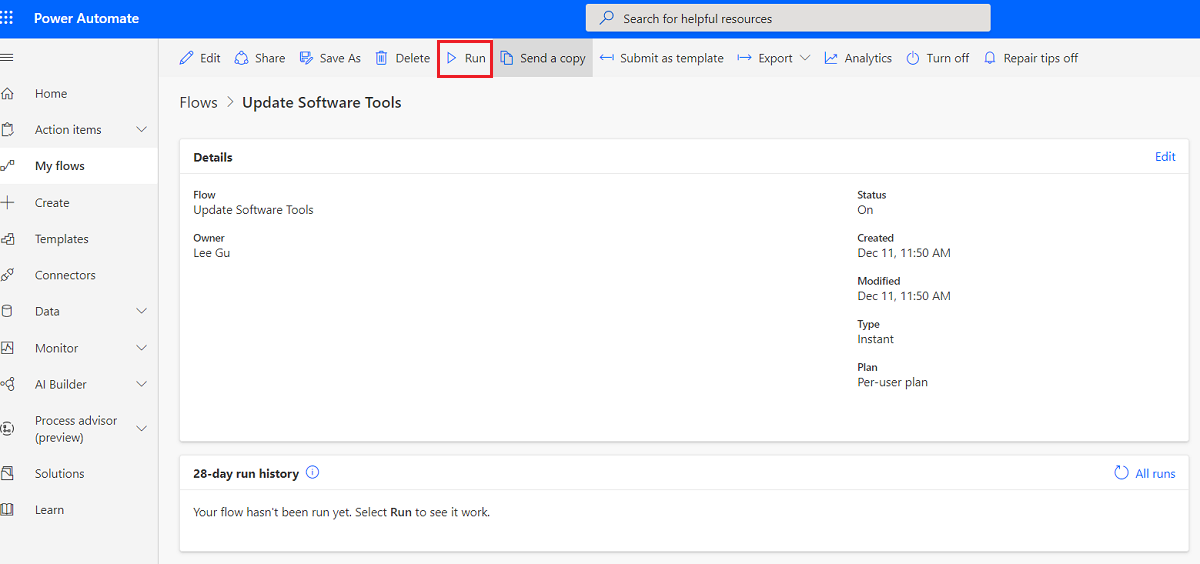 Power Automate
Search for helpful resources
Edit Share Save As Delete Run Send a copy Submit as template Export Analytics Turn off Repair tips off
Home
Action items
My flows
Create
Templates
Connectors
Data
Monitor
AI Builder
Process advisor
(preview)
Solutions
Learn
Flows > Update Software Tools
Details Edit
Flow
Update Software Tools
Owner
Lee Gu
Status
On
Created
Dec 11, 11:50 AM
Modified
Dec 11, 11:50 AM
Type
Instant
Plan
Per-user plan
28-day run history All runs
Your flow hasn't been run yet. Select Run to see it work.